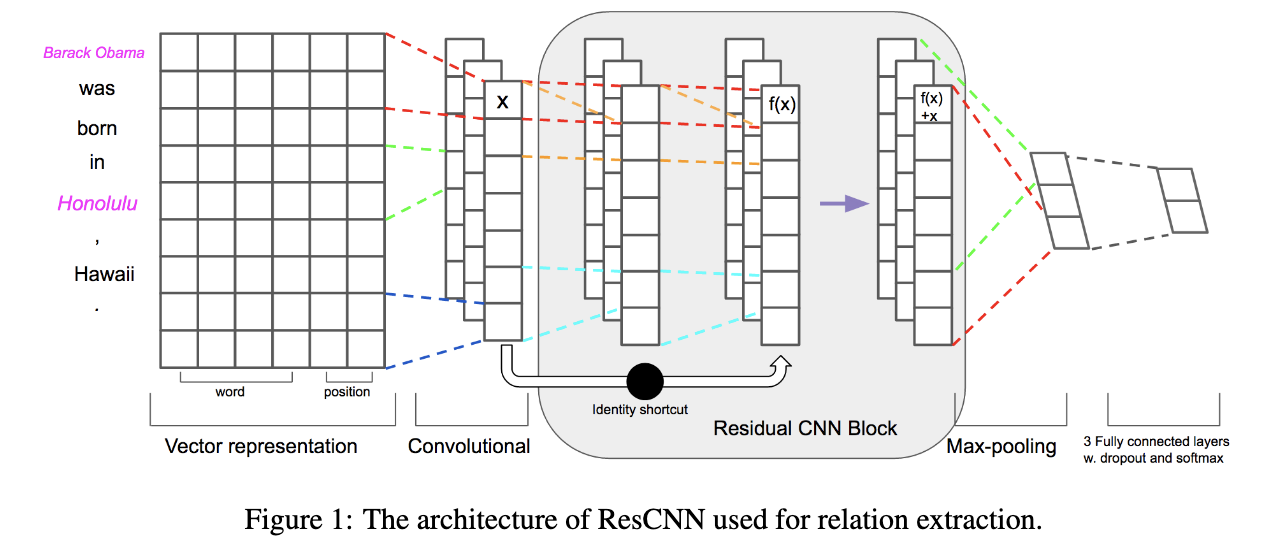 Barack Obama
was
born
in
Honolulu
,
Hawaii
.
word
position
Vector representation
X
Convolutional
f(x)
f(x)
+x
Identity shortcut
Residual CNN Block
Max-pooling
3 Fully connected layers
w. dropout and softmax
Figure 1: The architecture of ResCNN used for relation extraction.